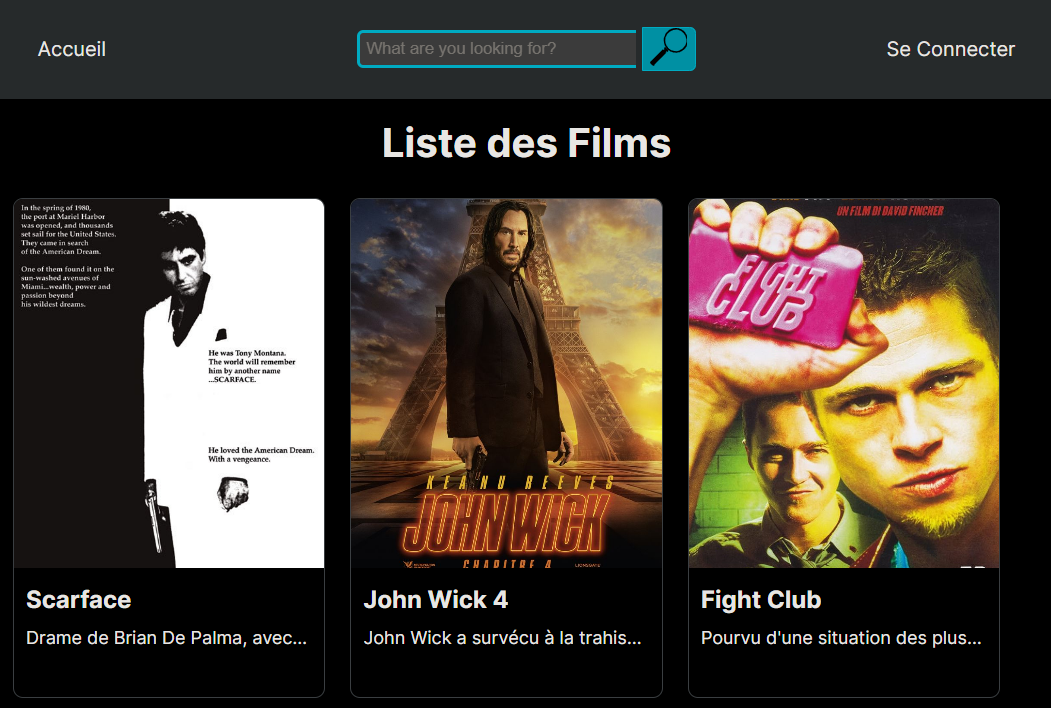 Accueil
What are you looking for?
Se Connecter
Liste des Films
In the spring of 1980,
the port at Mariel Harbor
was opened, and thousands
set sail for the United States.
They came in search
of the American Dream.
One of them found it on the
sun-washed avenues of
Miami...wealth, power and
passion beyond
his wildest dreams.
He was Tony Montana.
The world will remember
him by another name
...SCARFACE.
He loved the American Dream.
With a vengeance.
KEANU REEVES
JOHN WICK
CHAPITRE 4
LIONSGATE
UN FILM DI DAVID FINCHER
FIGHT
CLUB
Scarface
Drame de Brian De Palma, avec...
John Wick 4
John Wick a survécu à la trahis...
Fight Club
Pourvu d'une situation des plus...